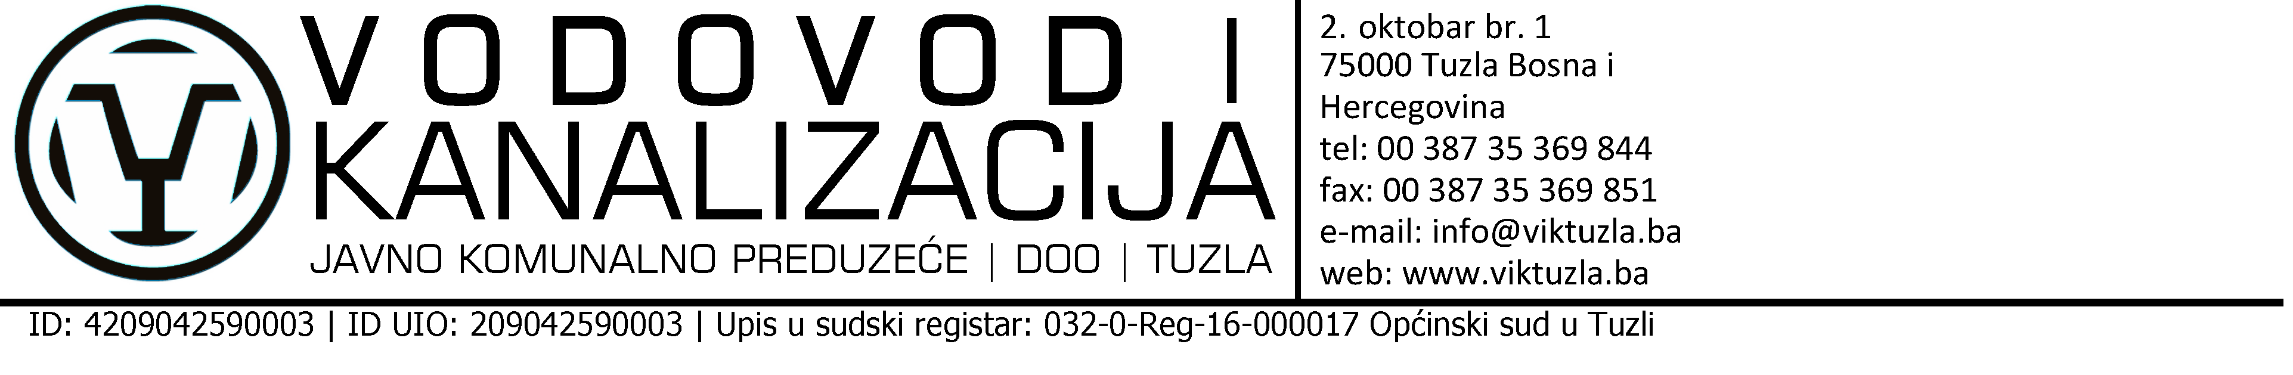 VODOVOD I
KANALIZACIJA
JAVNO KOMUNALNO PREDUZEĆE | DOO | TUZLA
2. oktobar br. 1
75000 Tuzla Bosna i
Hercegovina
tel: 00 387 35 369 844
fax: 00 387 35 369 851
e-mail: info@viktuzla.ba
web: www.viktuzla.ba
ID: 4209042590003 | ID UIO: 209042590003 | Upis u sudski registar: 032-0-Reg-16-000017 Općinski sud u Tuzli